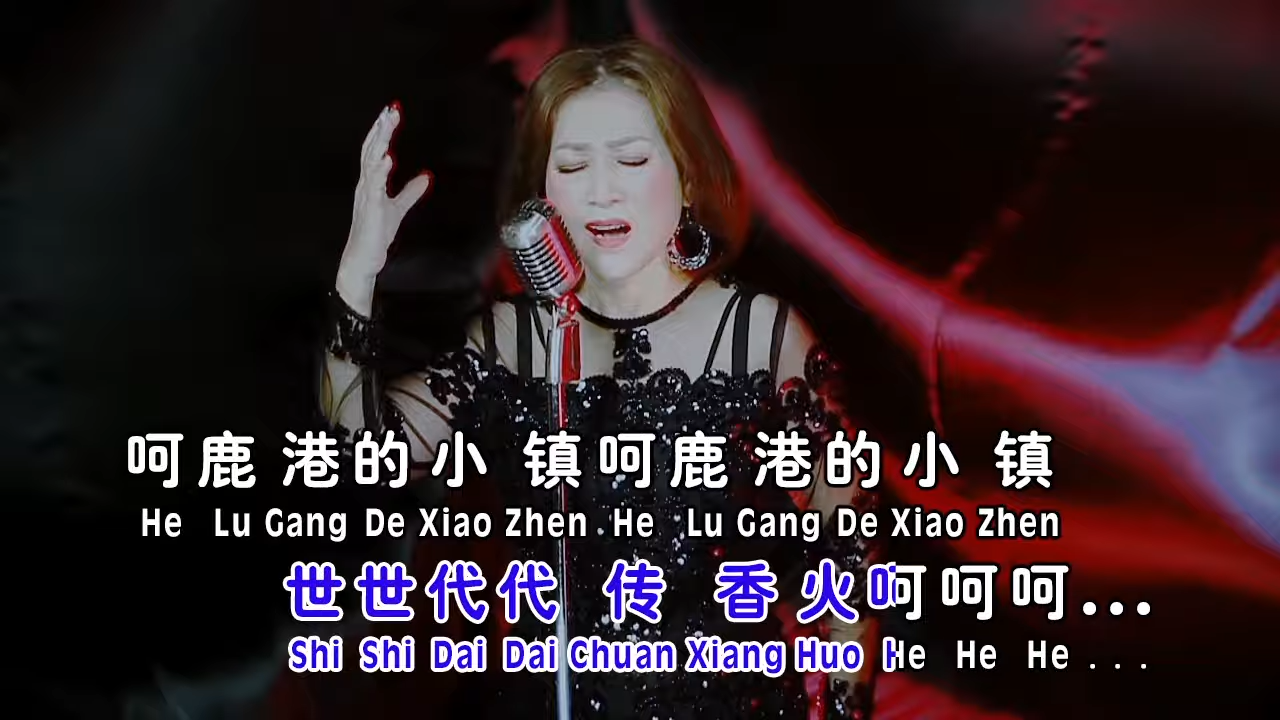 呵鹿 港的小 镇呵鹿 港的小 镇
He Lu Gang De Xiao Zhen He Lu Gang De Xiao Zhen
世世代代 传 香火呵呵呵...
Shi Shi Dai Dai Chuan Xiang Huo He He He . . .